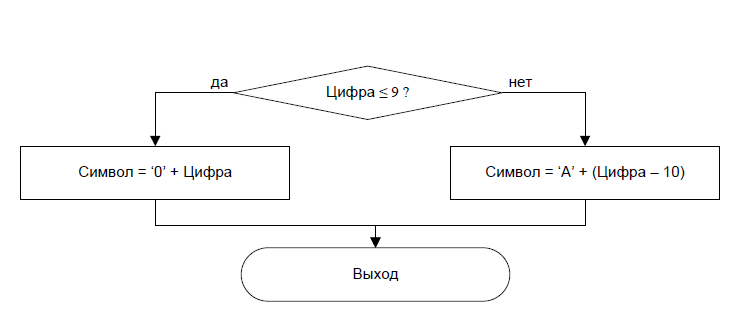 Цифра ≤ 9 ?
да
нет
Символ = ‘0’ + Цифра
Символ = ‘A’ + (Цифра – 10)
Выход